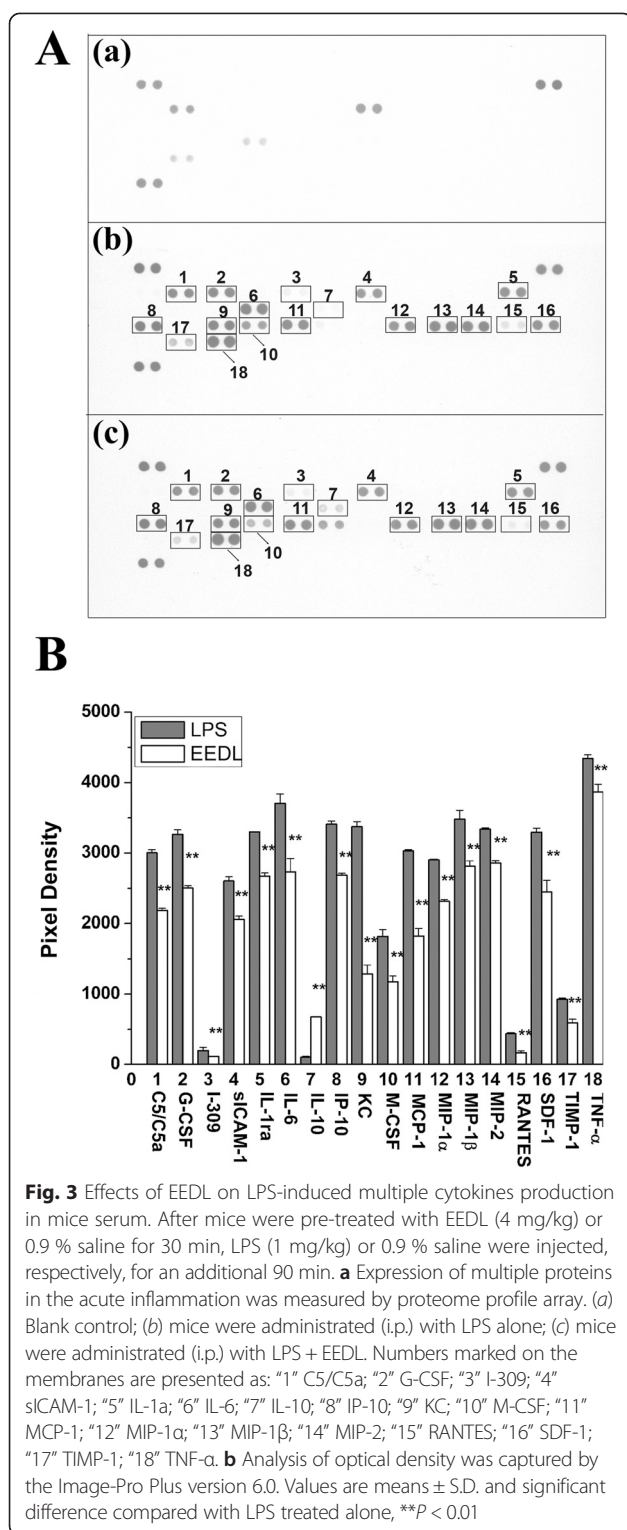 A
(a)
(b)
1 2 3 4 5
6 7
8 9 11 12 13 14 15 16
17
10
18
(c)
1 2 3 4 5
6 7
8 9 11 12 13 14 15 16
17
10
18
B
5000
LPS
EEDL
4000
3000
2000
1000
0
Pixel Density
** ** ** ** ** ** ** ** ** ** ** ** ** ** ** ** ** **
0 1 2 3 4 5 6 7 8 9 10 11 12 13 14 15 16 17 18
C5/C5a
G-CSF
I-309
sICAM-1
IL-1ra
IL-6
IL-10
IP-10
KC
M-CSF
MCP-1
MIP-1α
MIP-1β
MIP-2
RANTES
SDF-1
TIMP-1
TNF-α
Fig. 3 Effects of EEDL on LPS-induced multiple cytokines production
in mice serum. After mice were pre-treated with EEDL (4 mg/kg) or
0.9 % saline for 30 min, LPS (1 mg/kg) or 0.9 % saline were injected,
respectively, for an additional 90 min. a Expression of multiple proteins
in the acute inflammation was measured by proteome profile array. (a)
Blank control; (b) mice were administrated (i.p.) with LPS alone; (c) mice
were administrated (i.p.) with LPS + EEDL. Numbers marked on the
membranes are presented as: “1” C5/C5a; “2” G-CSF; “3” I-309; “4”
sICAM-1; “5” IL-1a; “6” IL-6; “7” IL-10; “8” IP-10; “9” KC; “10” M-CSF; “11”
MCP-1; “12” MIP-1α; “13” MIP-1β; “14” MIP-2; “15” RANTES; “16” SDF-1;
“17” TIMP-1; “18” TNF-α. b Analysis of optical density was captured by
the Image-Pro Plus version 6.0. Values are means ± S.D. and significant
difference compared with LPS treated alone, **P < 0.01